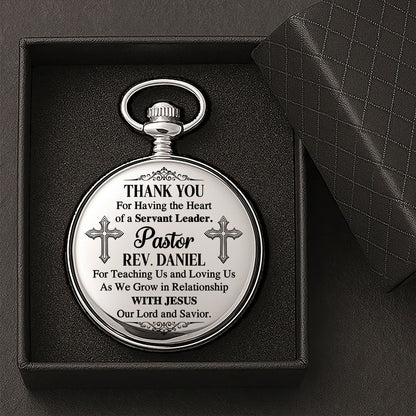 THANK YOU
For Having the Heart
of a Servant Leader.
Pastor
REV. DANIEL
For Teaching Us and Loving Us
As We Grow in Relationship
WITH JESUS
Our Lord and Savior.